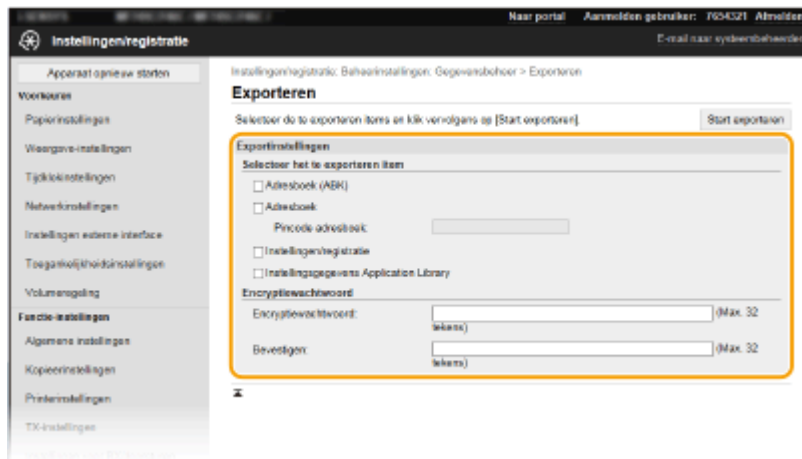 Naar portal Aanmelden gebruiker: 7654321 Afmelden
Instellingen/registratie
E-mail naar systeembeheerder
Apparaat opnieuw starten
Voorkeuren
Papierinstellingen
Weergave-instellingen
Tijdklokinstellingen
Netwerkinstellingen
Instellingen externe interface
Toegankelijkheidsinstellingen
Volumeregeling
Functie-instellingen
Algemene instellingen
Kopieerinstellingen
Printerinstellingen
TX-instellingen
Instellingen/registratie: Beheerinstellingen: Gegevensbeheer > Exporteren
Exporteren
Selecteer de te exporteren items en klik vervolgens op [Start exporteren].
Start exporteren
Exportinstellingen
Selecteer het te exporteren item
Adresboek (ABK)
Adresboek
Pincode adresboek:
Instellingen/registratie
Instellingsgegevens Application Library
Encryptiewachtwoord
Encryptiewachtwoord:
(Max. 32
tekens)
Bevestigen:
(Max. 32
tekens)